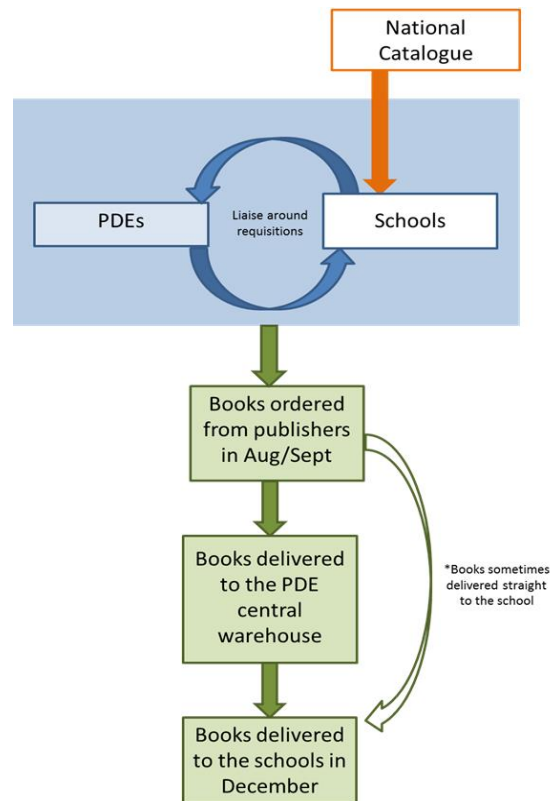 National
Catalogue
PDEs
Liaise around
requisitions
Schools
Books ordered
from publishers
in Aug/Sept
Books delivered
to the PDE
central
warehouse
*Books sometimes
delivered straight
to the school
Books delivered
to the schools in
December